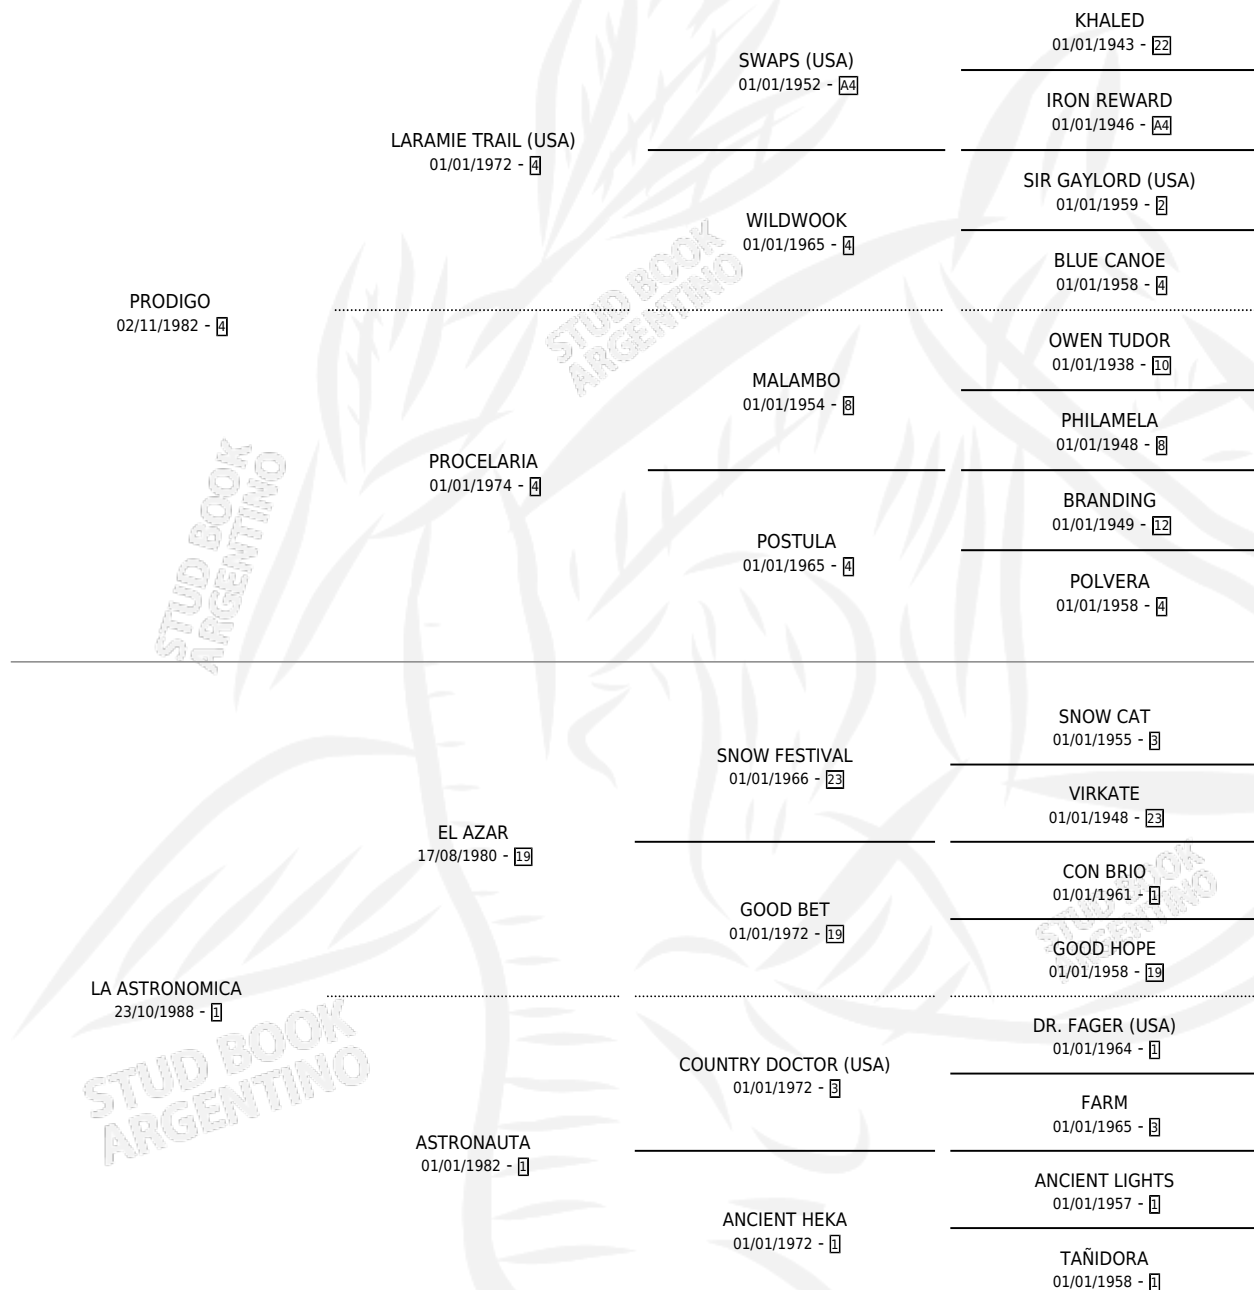 KHALED
01/01/1943 - 22
SWAPS (USA)
01/01/1952 - A4
IRON REWARD
01/01/1946 - A4
LARAMIE TRAIL (USA)
01/01/1972 - 4
SIR GAYLORD (USA)
01/01/1959 - 2
WILDWOOK
01/01/1965 - 4
BLUE CANOE
01/01/1958 - 4
PRODIGO
02/11/1982 - 4
OWEN TUDOR
01/01/1938 - 10
MALAMBO
01/01/1954 - 8
PHILAMELA
01/01/1948 - 8
PROCELARIA
01/01/1974 - 4
BRANDING
01/01/1949 - 12
POSTULA
01/01/1965 - 4
POLVERA
01/01/1958 - 4
SNOW CAT
01/01/1955 - 3
SNOW FESTIVAL
01/01/1966 - 23
VIRKATE
01/01/1948 - 23
EL AZAR
17/08/1980 - 19
CON BRIO
01/01/1961 - 1
GOOD BET
01/01/1972 - 19
GOOD HOPE
01/01/1958 - 19
LA ASTRONOMICA
23/10/1988 - 1
DR. FAGER (USA)
01/01/1964 - 1
COUNTRY DOCTOR (USA)
01/01/1972 - 3
FARM
01/01/1965 - 3
ASTRONAUTA
01/01/1982 - 1
ANCIENT LIGHTS
01/01/1957 - 1
ANCIENT HEKA
01/01/1972 - 1
TAÑIDORA
01/01/1958 - 1
STUD BOOK
ARGENTINO
STUD BOOK
ARGENTINO
STUD BOOK
ARGENTINO
STUD BOOK
ARGENTINO